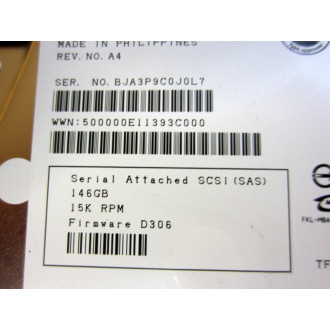 MADE IN PHILIPPINES
REV. NO. A4
SER. NO. BJA3P9C0J0L7
WWN:500000E11393C000
Serial Attached SCSI (SAS)
146GB
15K RPM
Firmware D306
TF